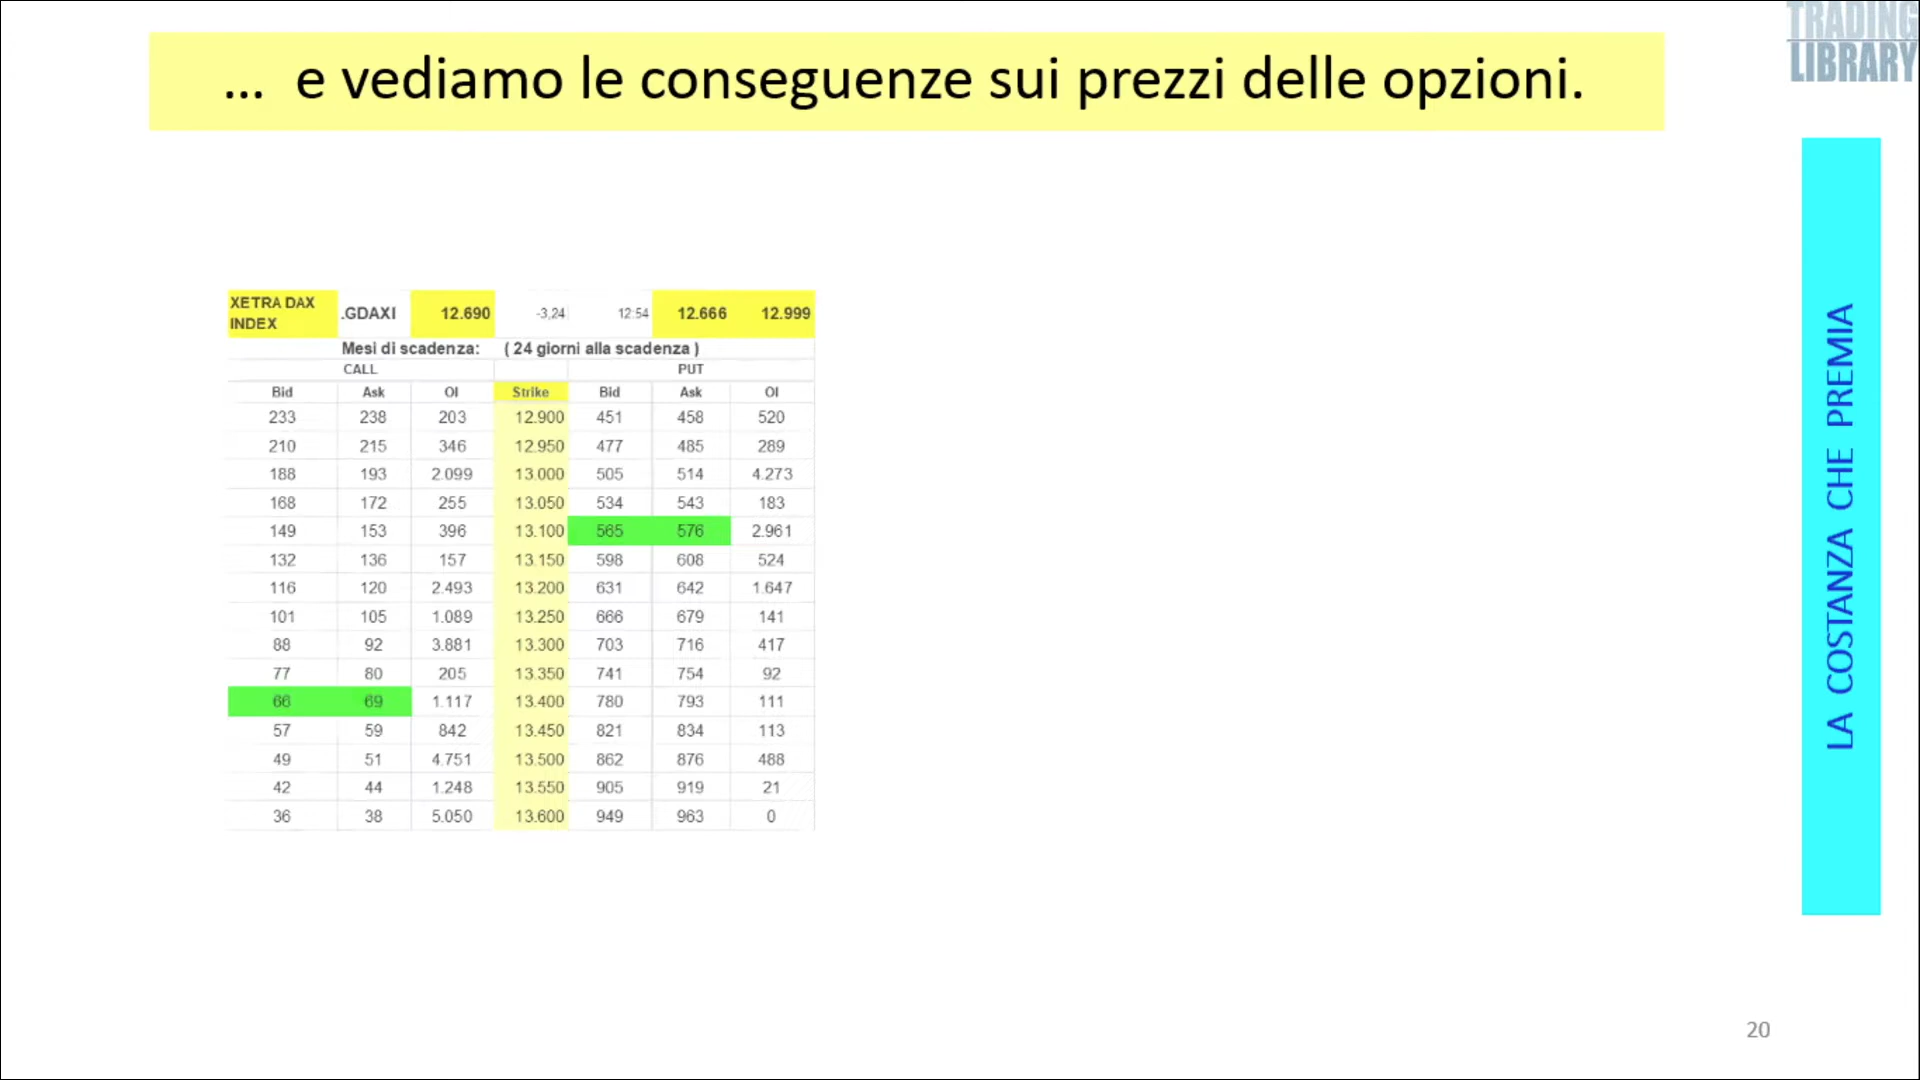 TRADING
LIBRARY
... e vediamo le conseguenze sui prezzi delle opzioni.
LA COSTANZA CHE PREMIA
XETRA DAX INDEX .GDAXI 12.690 -3,24 12:54 12.666 12.999
Mesi di scadenza: ( 24 giorni alla scadenza )
CALL PUT
Bid Ask OI Strike Bid Ask OI
233 238 203 12.900 451 458 520
210 215 346 12.950 477 485 289
188 193 2.099 13.000 505 514 4.273
168 172 255 13.050 534 543 183
149 153 396 13.100 565 576 2.961
132 136 157 13.150 598 608 524
116 120 2.493 13.200 631 642 1.647
101 105 1.089 13.250 666 679 141
88 92 3.881 13.300 703 716 417
77 80 205 13.350 741 754 92
66 69 1.117 13.400 780 793 111
57 59 842 13.450 821 834 113
49 51 4.751 13.500 862 876 488
42 44 1.248 13.550 905 919 21
36 38 5.050 13.600 949 963 0
20